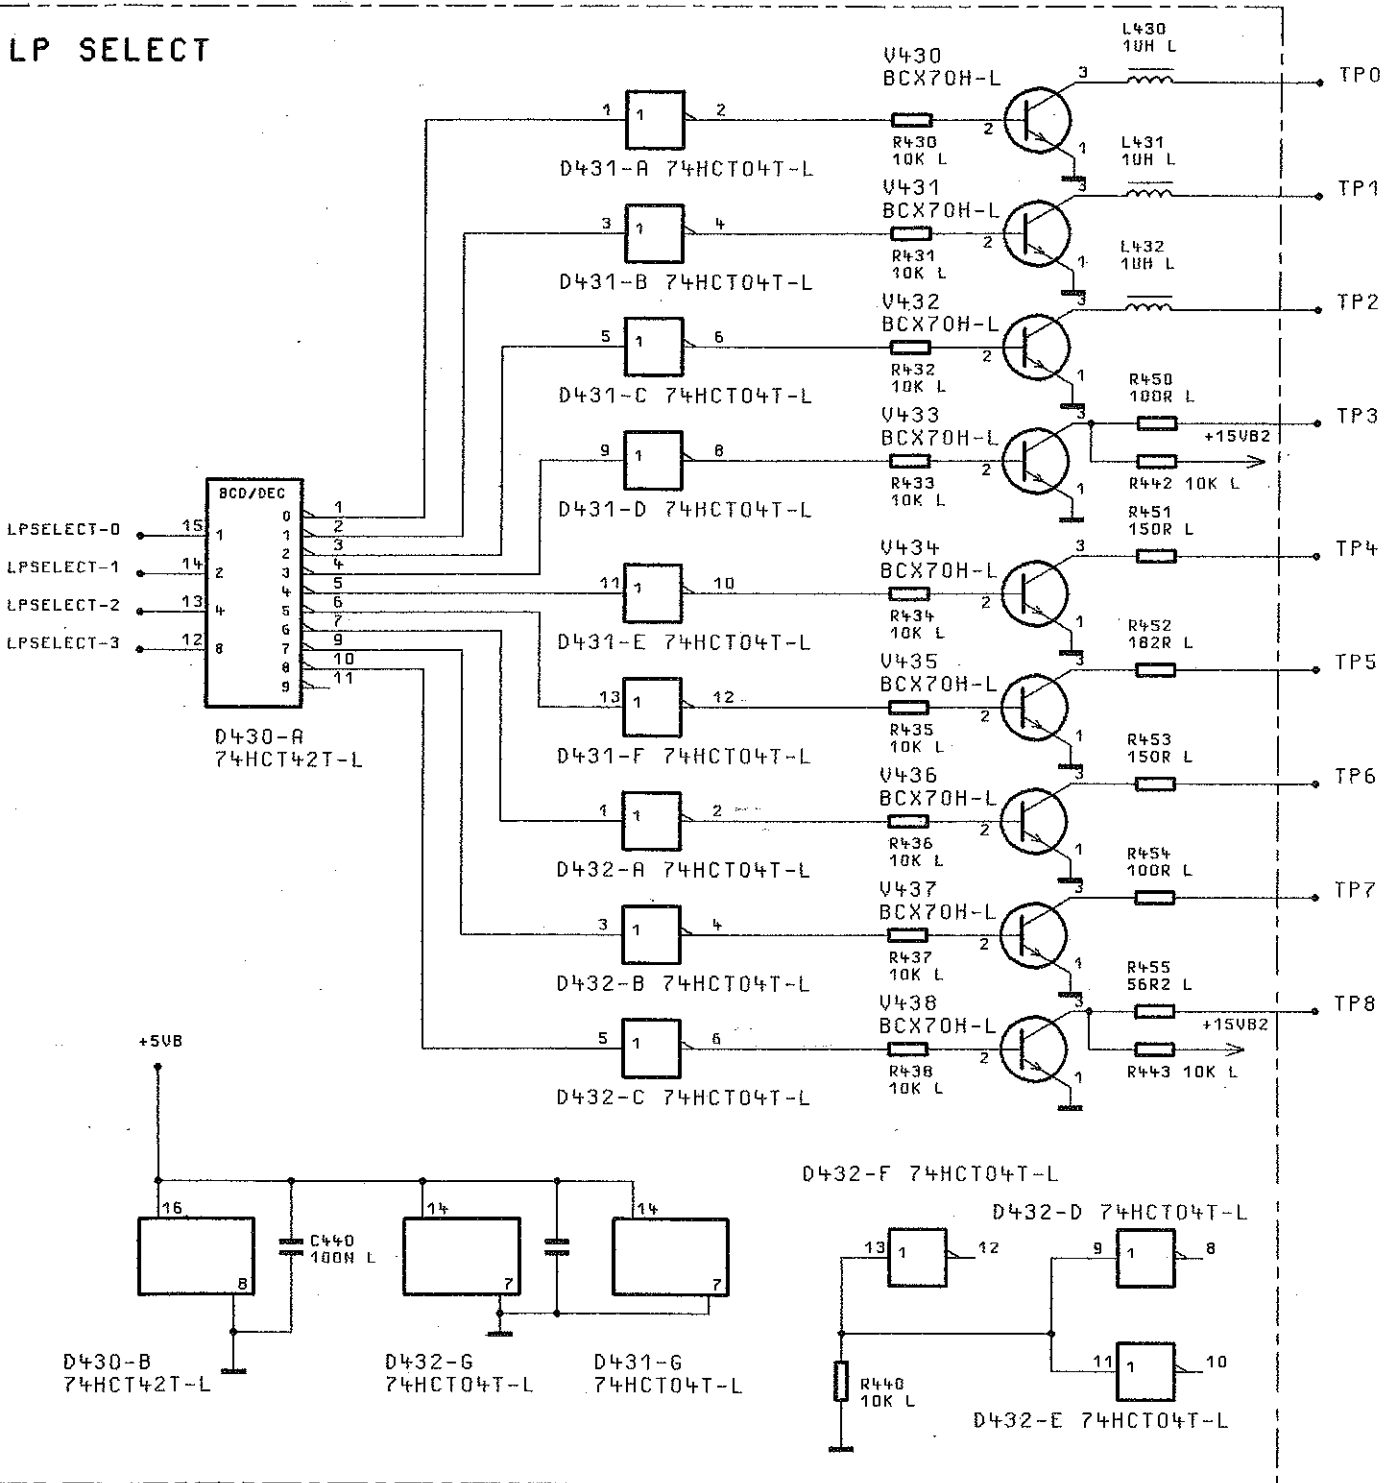 LP SELECT
L430
1UH L
V430
BCX70H-L
3
TP0
1
1
2
R430
10K L
2
1
D431-A 74HCT04T-L
L431
1UH L
V431
BCX70H-L
3
TP1
3
1
4
R431
10K L
2
1
D431-B 74HCT04T-L
L432
1UH L
V432
BCX70H-L
3
TP2
5
1
6
R432
10K L
2
1
D431-C 74HCT04T-L
R450
100R L
V433
BCX70H-L
3
TP3
+15VB2
9
1
8
R433
10K L
2
1
R442 10K L
D431-D 74HCT04T-L
R451
150R L
V434
BCX70H-L
3
TP4
11
1
10
R434
10K L
2
1
D431-E 74HCT04T-L
R452
182R L
V435
BCX70H-L
3
TP5
13
1
12
R435
10K L
2
1
D431-F 74HCT04T-L
R453
150R L
V436
BCX70H-L
3
TP6
1
1
2
R436
10K L
2
1
D432-A 74HCT04T-L
R454
100R L
V437
BCX70H-L
3
TP7
3
1
4
R437
10K L
2
1
D432-B 74HCT04T-L
R455
56R2 L
V438
BCX70H-L
3
TP8
+15VB2
5
1
6
R438
10K L
2
1
R443 10K L
D432-C 74HCT04T-L
BCD/DEC
LPSELECT-0 15 1
LPSELECT-1 14 2
LPSELECT-2 13 4
LPSELECT-3 12 8
0 1
1 2
2 3
3 4
4 5
5 6
6 7
7 9
8 10
9 11
D430-A
74HCT42T-L
+5VB
16
8
C440
100N L
14
7
14
7
D430-B
74HCT42T-L
D432-G
74HCT04T-L
D431-G
74HCT04T-L
D432-F 74HCT04T-L
13
1
12
D432-D 74HCT04T-L
9
1
8
11
1
10
R440
10K L
D432-E 74HCT04T-L